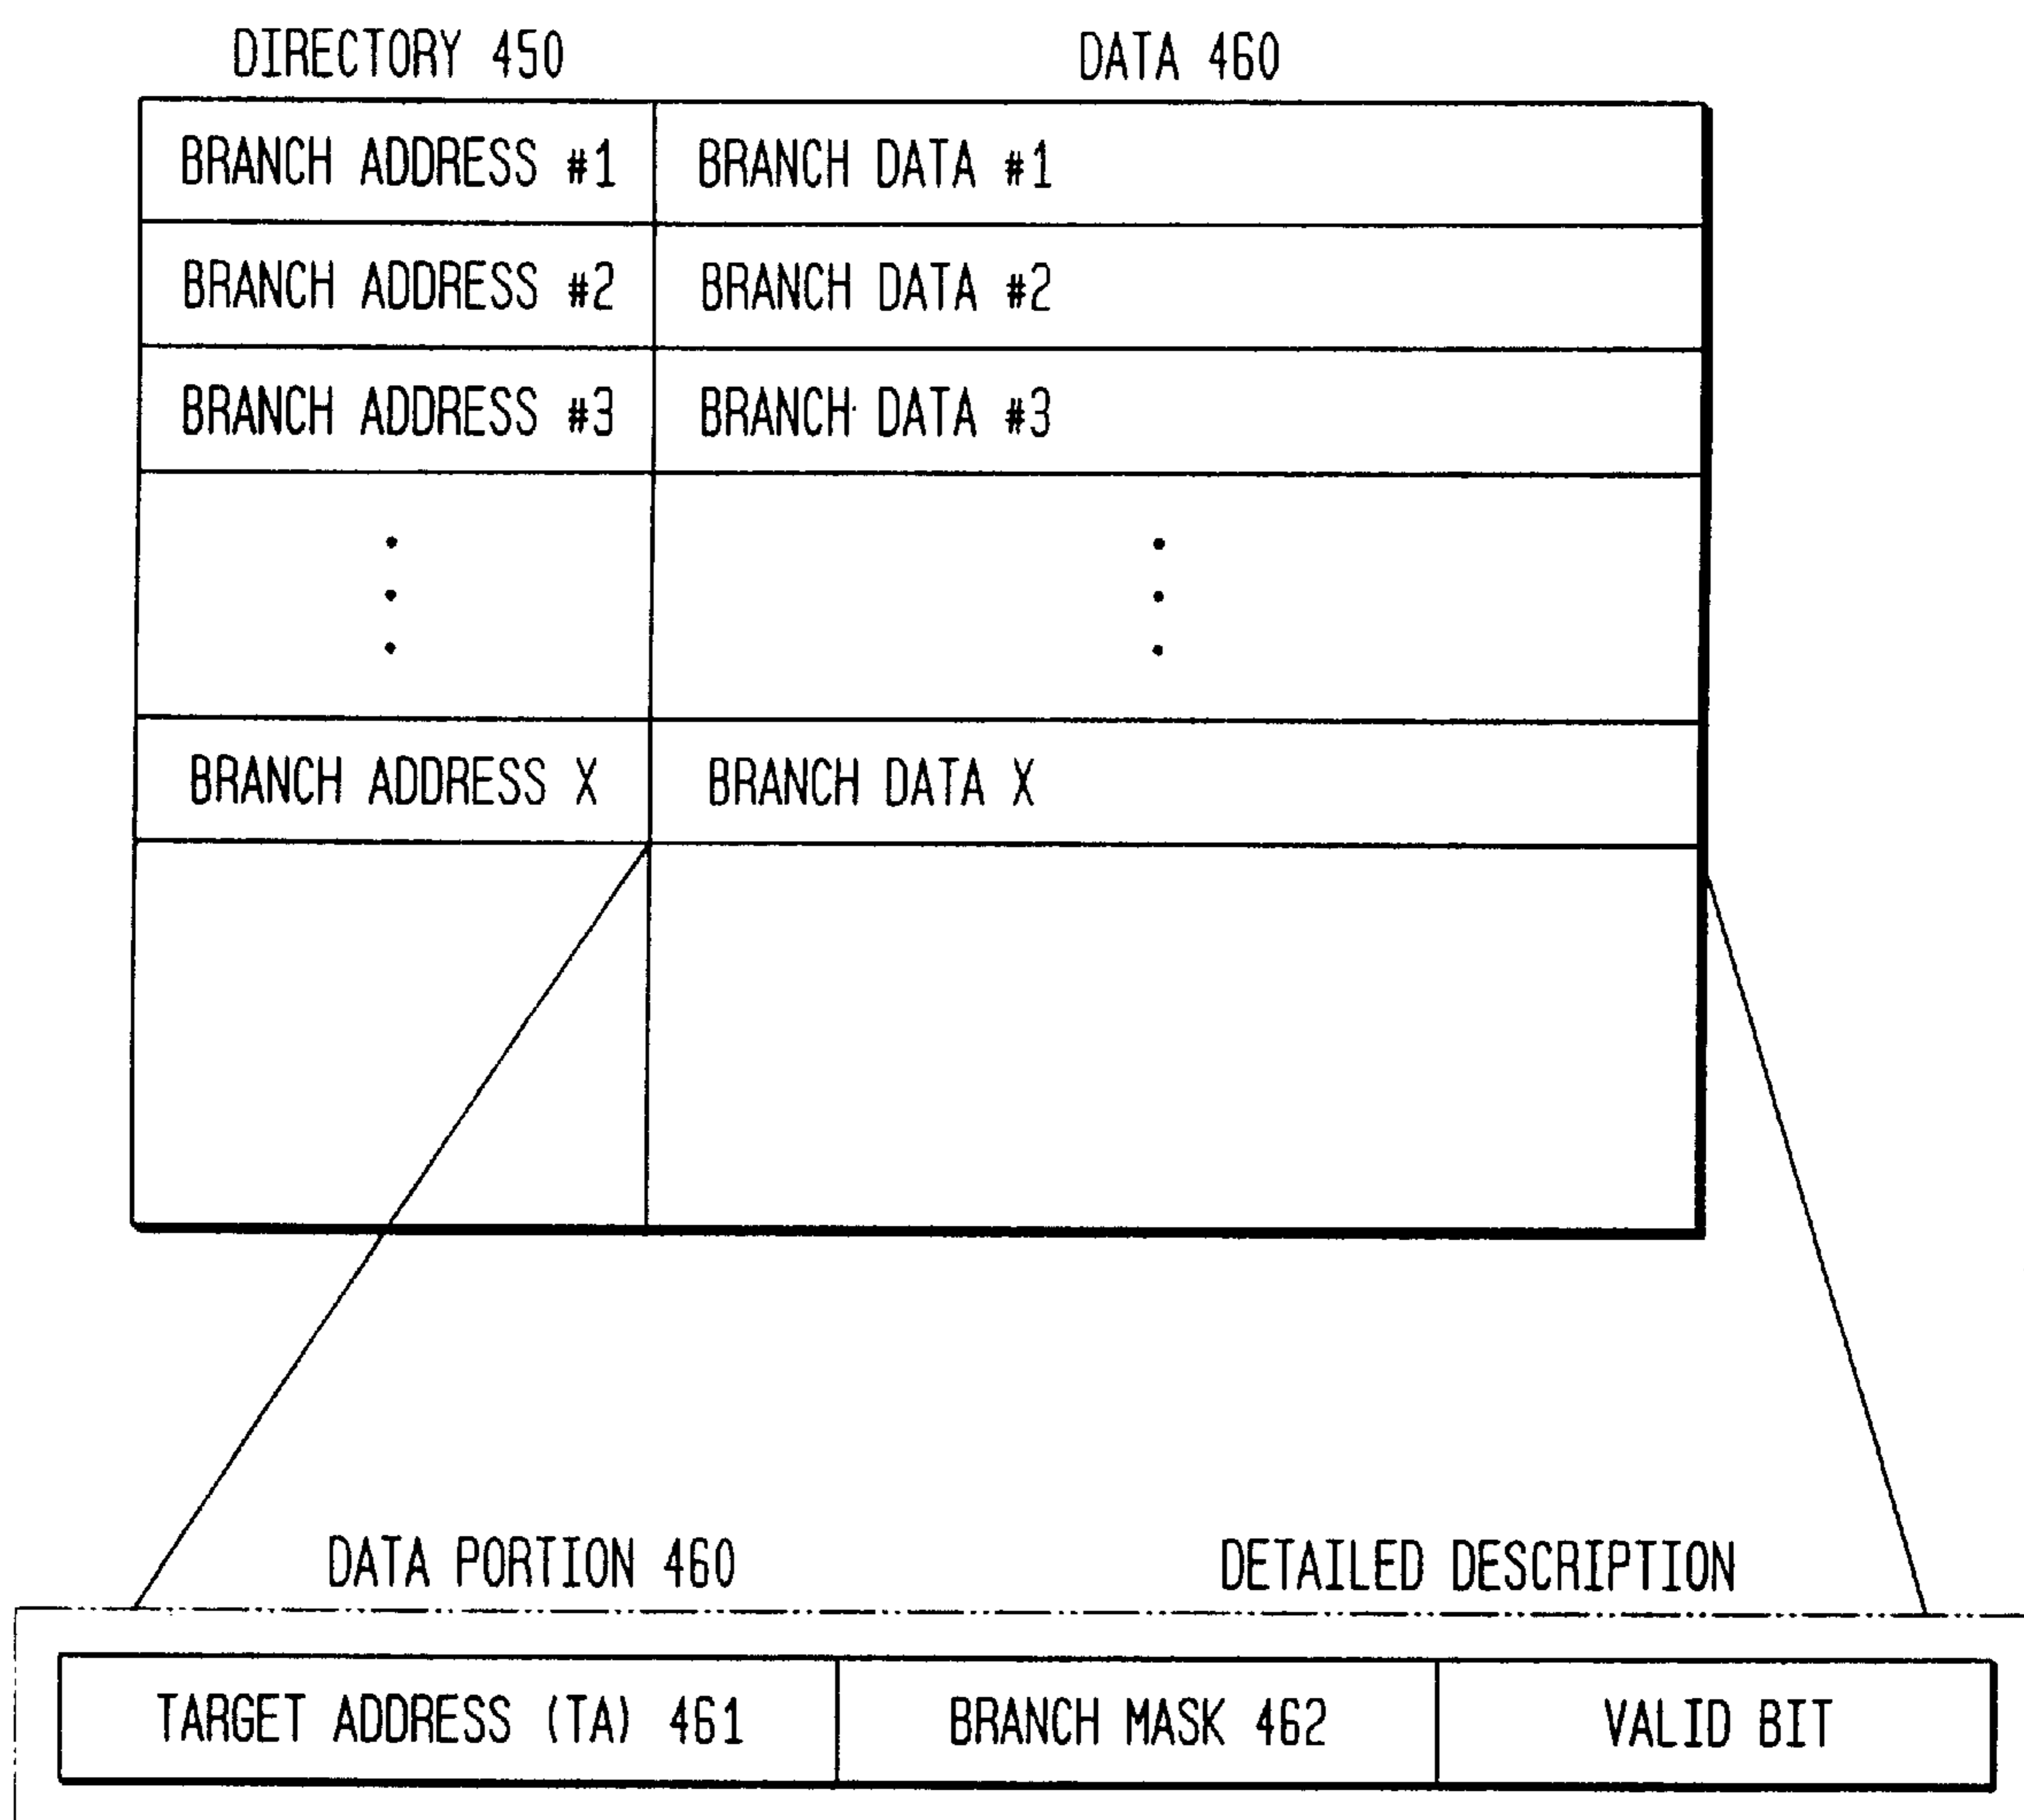 DIRECTORY 450 DATA 460
BRANCH ADDRESS #1 BRANCH DATA #1
BRANCH ADDRESS #2 BRANCH DATA #2
BRANCH ADDRESS #3 BRANCH DATA #3
BRANCH ADDRESS X BRANCH DATA X
DATA PORTION 460 DETAILED DESCRIPTION
TARGET ADDRESS (TA) 461 BRANCH MASK 462 VALID BIT